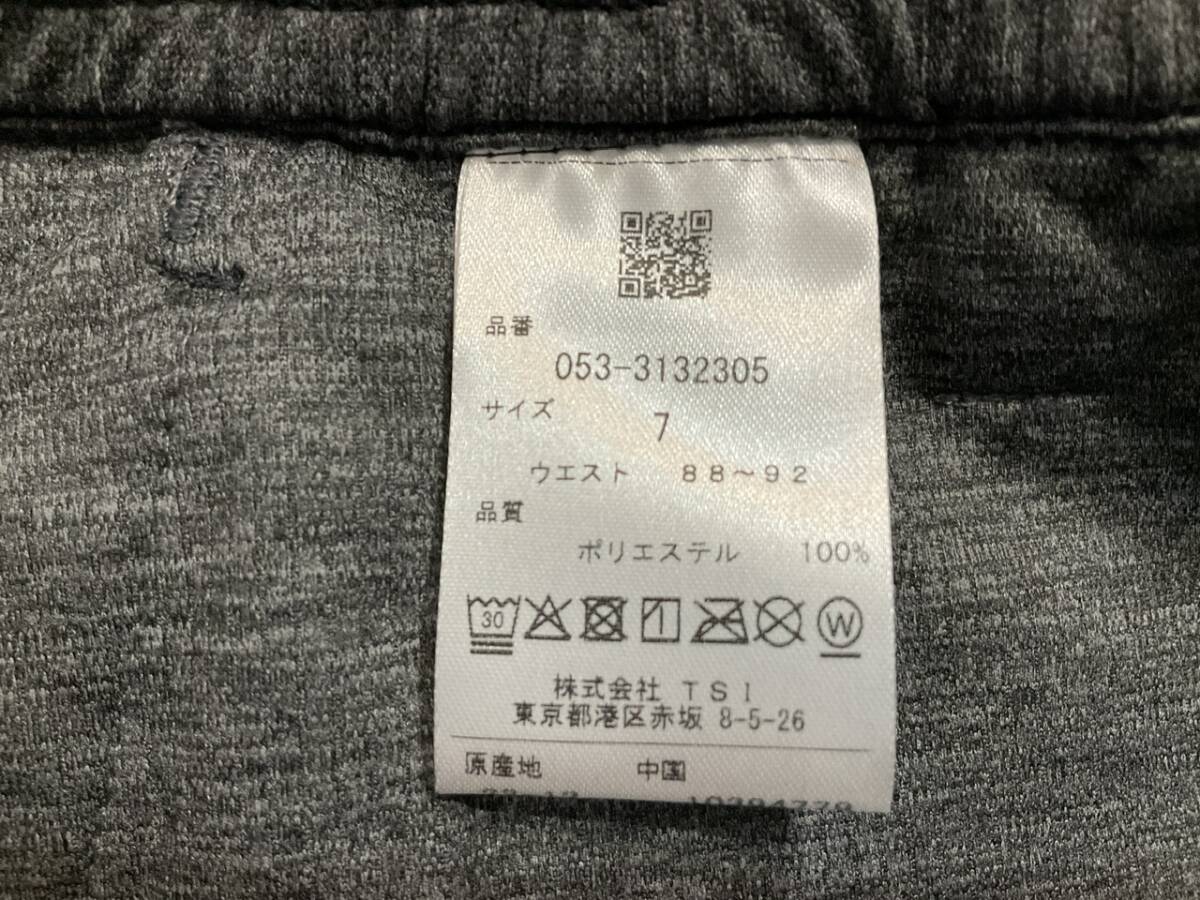 品番
053-3132305
サイズ
7
ウエスト 88~92
品質
ポリエステル 100%
30
W
株式会社 TSI
東京都港区赤坂 8-5-26
原産地 中国